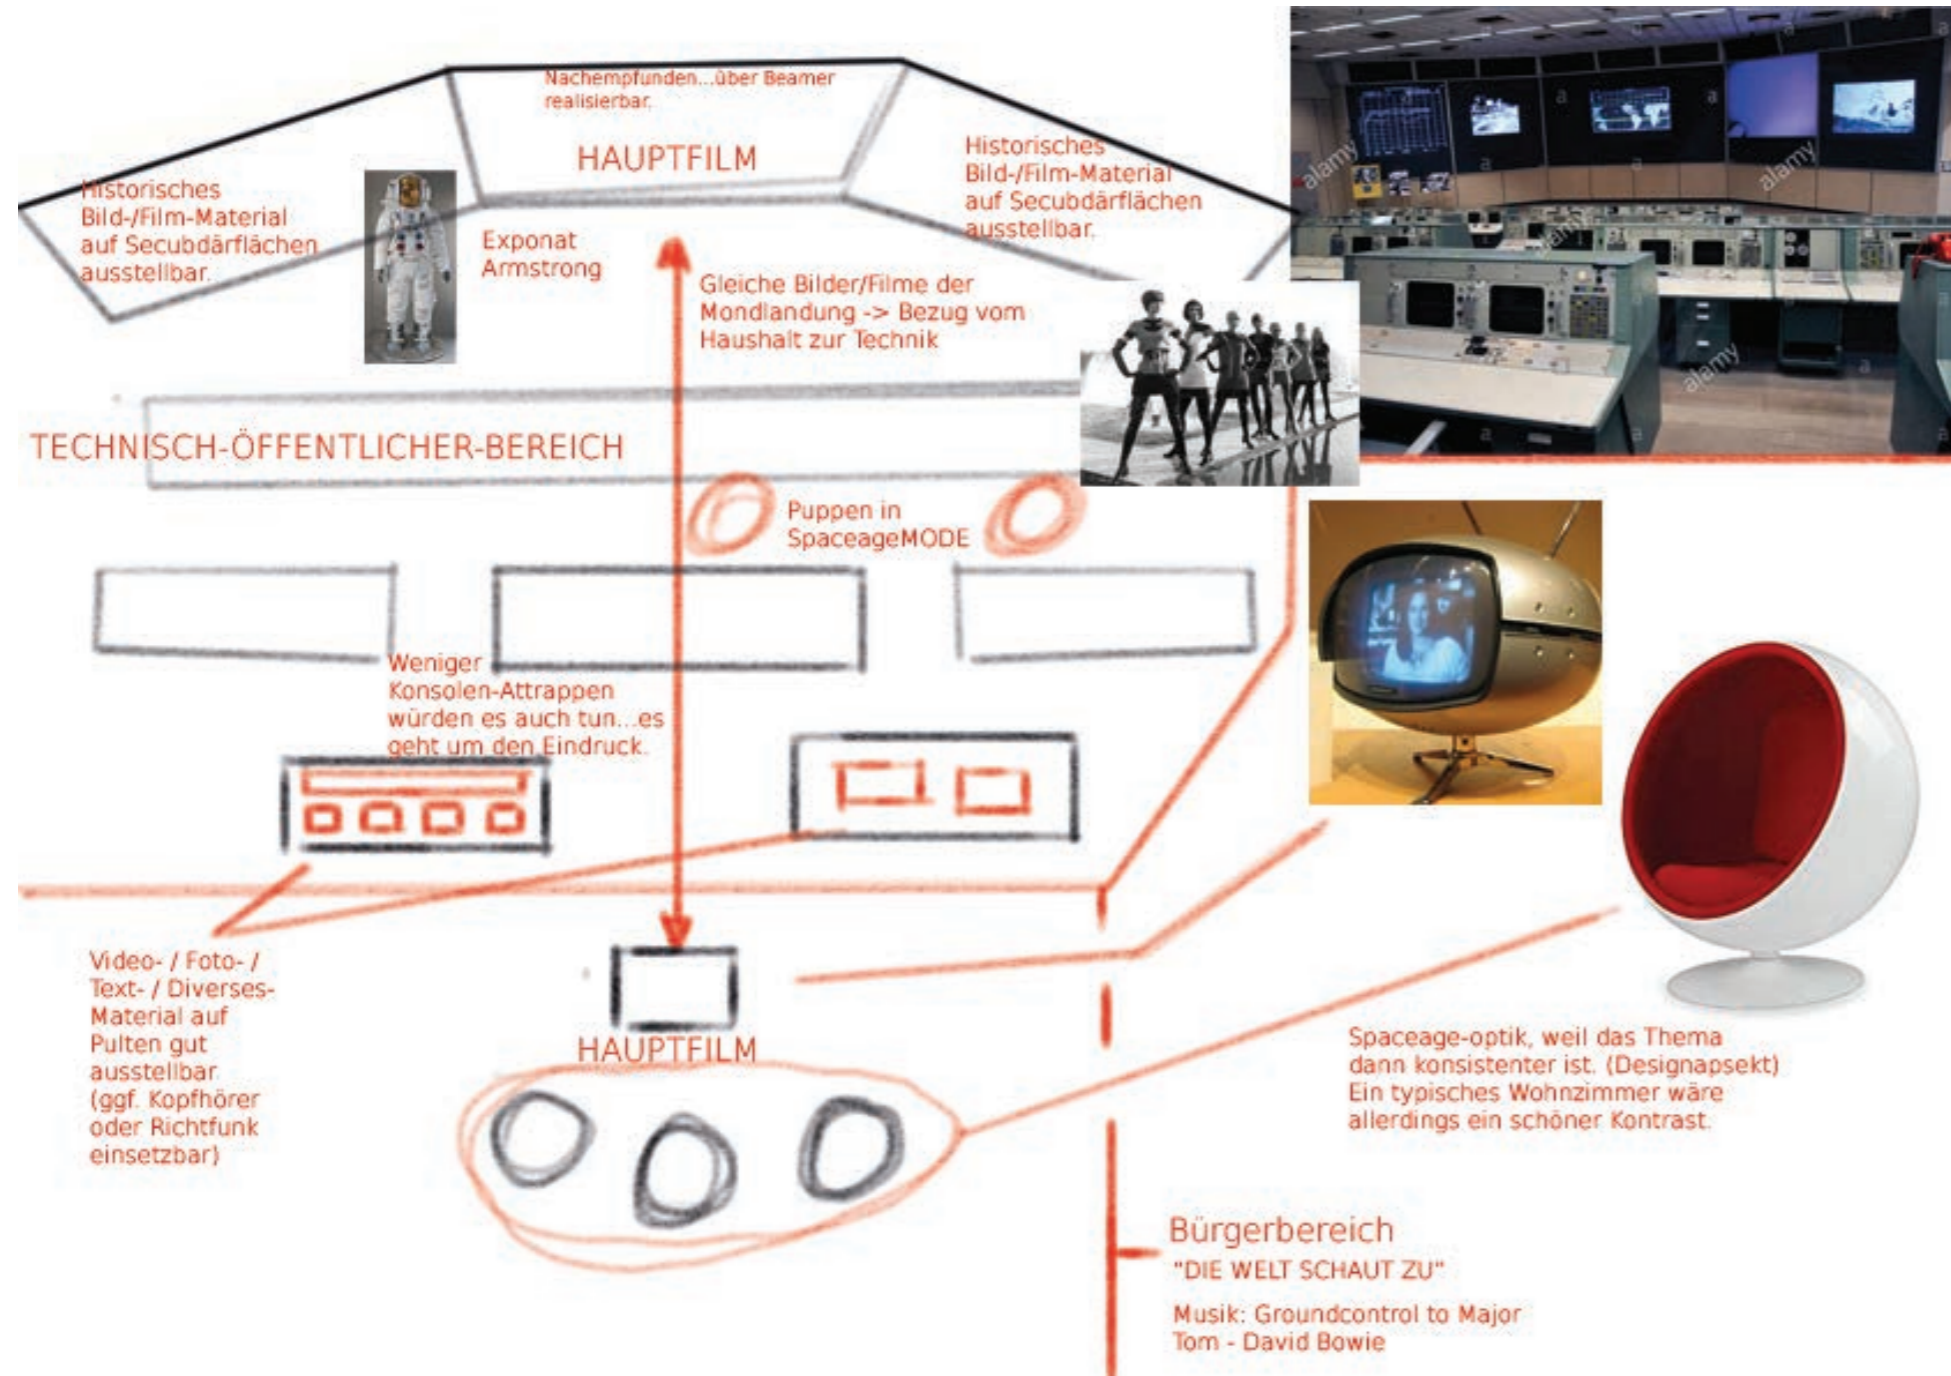 Nachempfunden...über Beamer
realisierbar.
HAUPTFILM
Historisches
Bild-/Film-Material
auf Secubdärflächen
ausstellbar.
Historisches
Bild-/Film-Material
auf Secubdärflächen
ausstellbar.
Exponat
Armstrong
Gleiche Bilder/Filme der
Mondlandung -> Bezug vom
Haushalt zur Technik
alamy
alamy
alamy
alamy
a
a
a
a
a
a
a
a
TECHNISCH-ÖFFENTLICHER-BEREICH
Puppen in
SpaceageMODE
Weniger
Konsolen-Attrappen
würden es auch tun...es
geht um den Eindruck.
Video- / Foto- /
Text- / Diverses-
Material auf
Pulten gut
ausstellbar
(ggf. Kopfhörer
oder Richtfunk
einsetzbar)
HAUPTFILM
Spaceage-optik, weil das Thema
dann konsistenter ist. (Designapsekt)
Ein typisches Wohnzimmer wäre
allerdings ein schöner Kontrast.
Bürgerbereich
"DIE WELT SCHAUT ZU"
Musik: Groundcontrol to Major
Tom - David Bowie